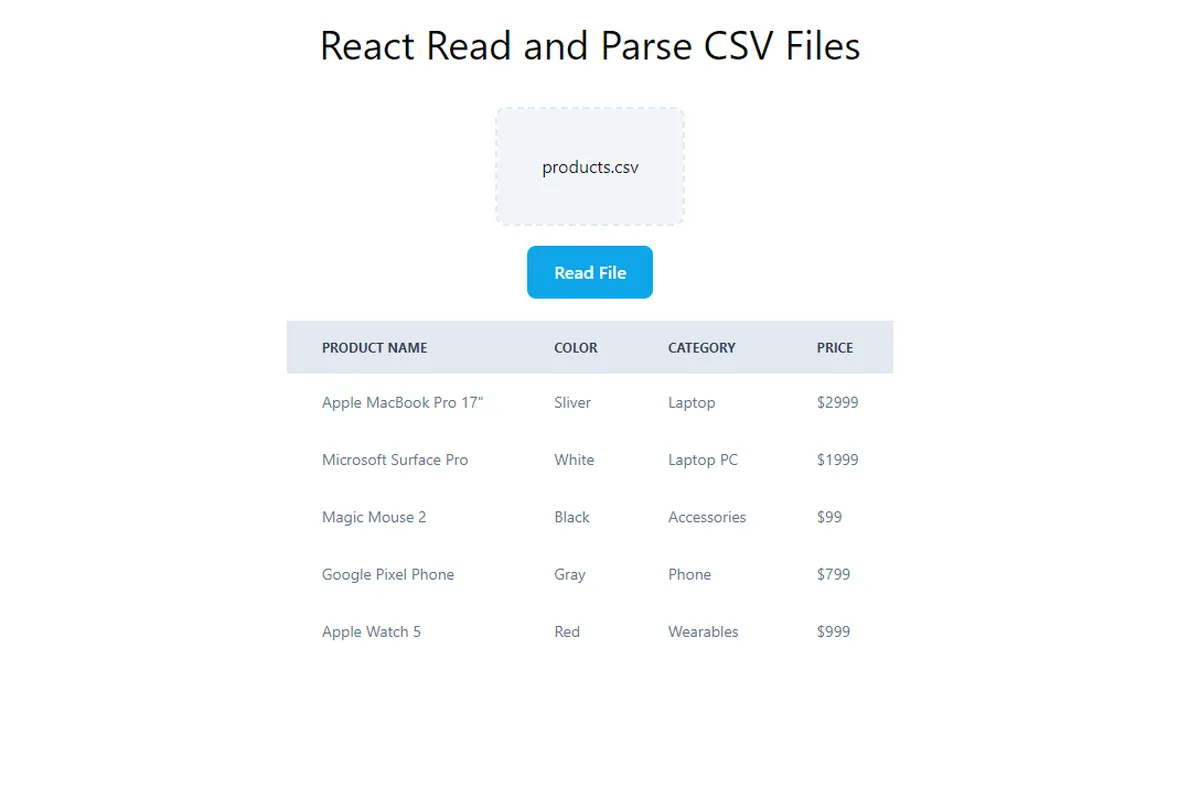 React Read and Parse CSV Files
products.csv
Read File
PRODUCT NAME COLOR CATEGORY PRICE
Apple MacBook Pro 17" Sliver Laptop $2999
Microsoft Surface Pro White Laptop PC $1999
Magic Mouse 2 Black Accessories $99
Google Pixel Phone Gray Phone $799
Apple Watch 5 Red Wearables $999